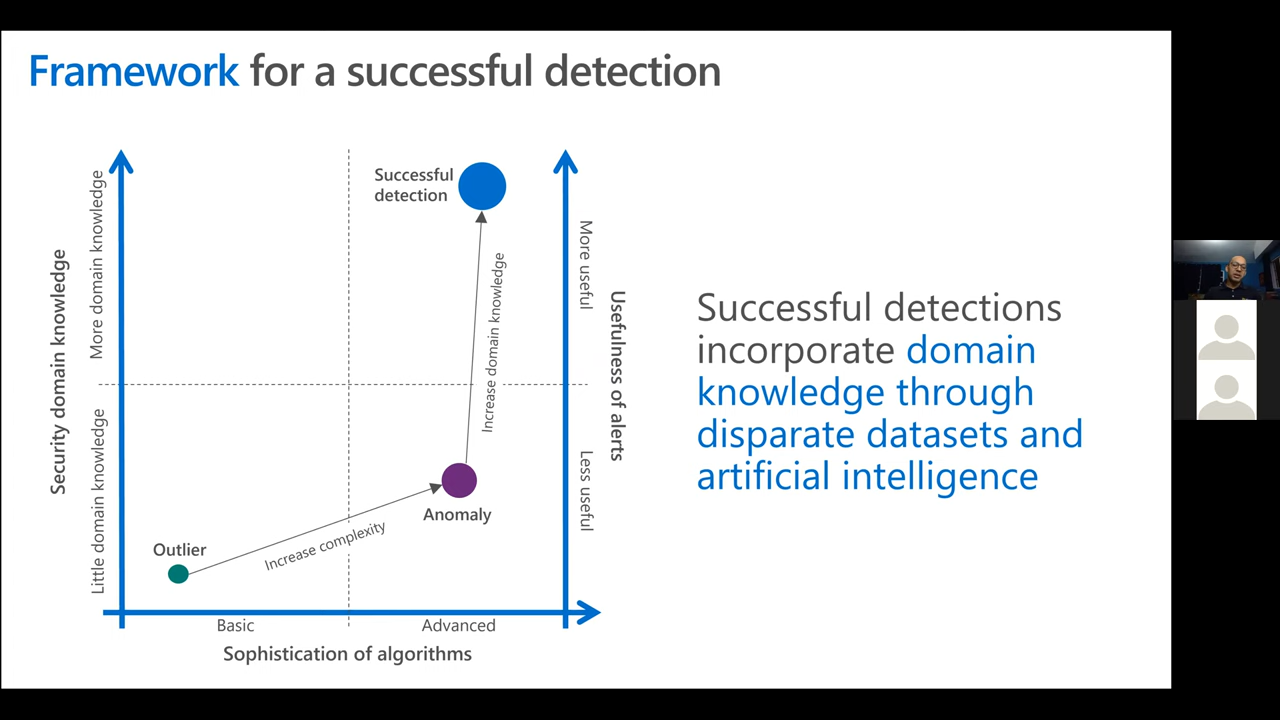 Framework for a successful detection
Security domain knowledge
More domain knowledge
Little domain knowledge
Successful
detection
Increase domain knowledge
Anomaly
Outlier
Increase complexity
More useful
Less useful
Usefulness of alerts
Basic
Advanced
Sophistication of algorithms
Successful detections
incorporate domain
knowledge through
disparate datasets and
artificial intelligence